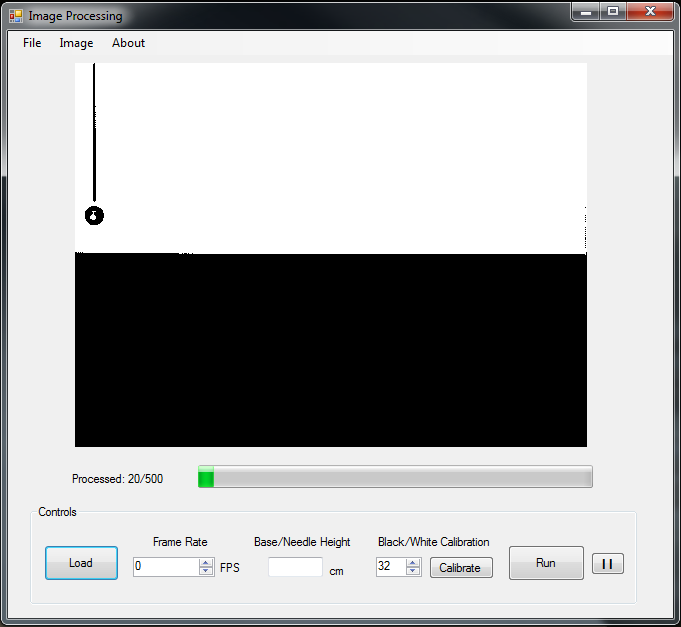 Image Processing
File Image About
Processed: 20/500
Controls
Frame Rate Base/Needle Height Black/White Calibration
Load 0 FPS cm 32 Calibrate Run